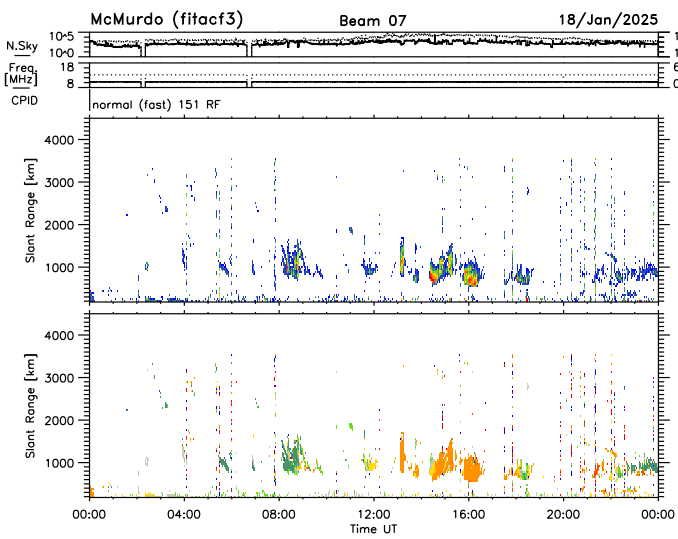 McMurdo (fitacf3) Beam 07 18/Jan/2025
N.Sky 10^5 1
10^0 1
Freq. 18 6
[MHz] 8 0
CPID normal (fast) 151 RF
4000
3000
2000
1000
Slant Range [km]
4000
3000
2000
1000
Slant Range [km]
00:00 04:00 08:00 12:00 16:00 20:00 00:00
Time UT